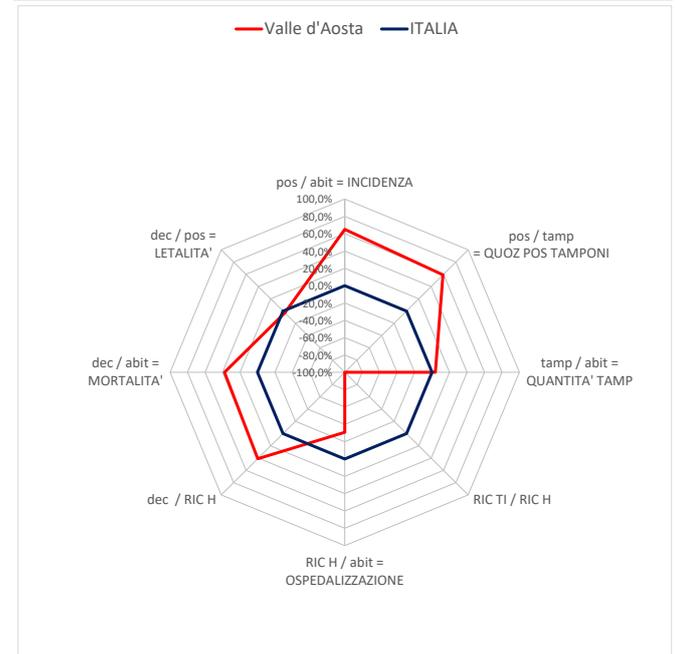 Valle d'Aosta ITALIA
pos / abit = INCIDENZA
100,0%
80,0%
60,0%
40,0%
20,0%
0,0%
-20,0%
-40,0%
-60,0%
-80,0%
-100,0%
pos / tamp
= QUOZ POS TAMPONI
tamp / abit =
QUANTITA' TAMP
RIC TI / RIC H
RIC H / abit =
OSPEDALIZZAZIONE
dec / RIC H
dec / abit =
MORTALITA'
dec / pos =
LETALITA'